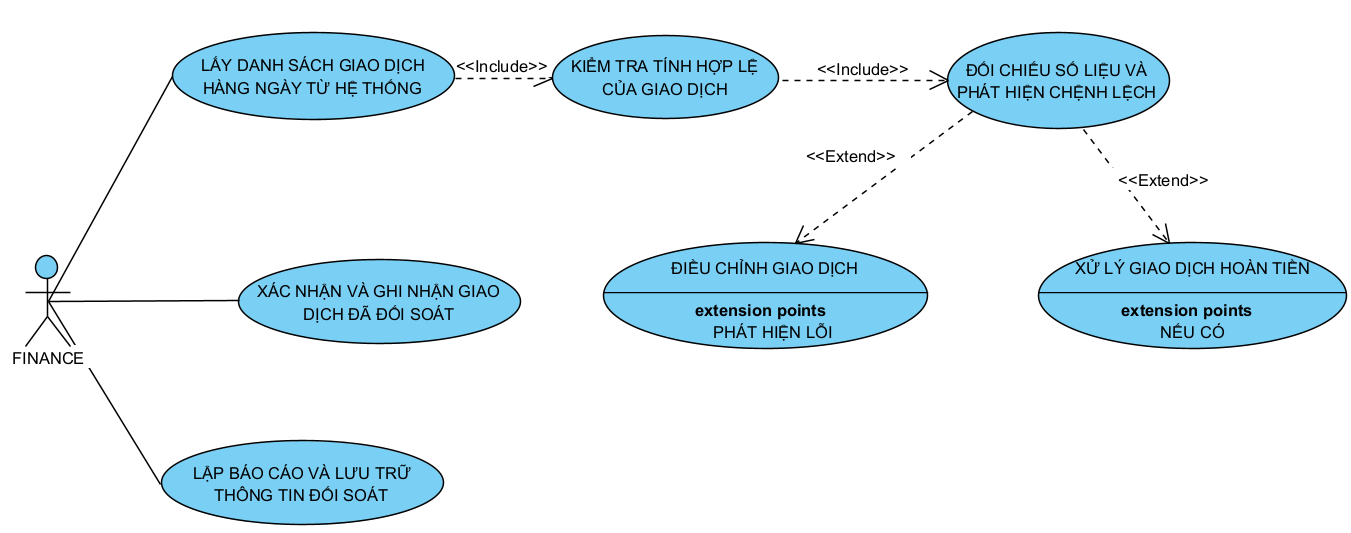 LẤY DANH SÁCH GIAO DỊCH
HÀNG NGÀY TỪ HỆ THỐNG
<<Include>>
KIỂM TRA TÍNH HỢP LỆ
CỦA GIAO DỊCH
<<Include>>
ĐỐI CHIẾU SỐ LIỆU VÀ
PHÁT HIỆN CHỆNH LỆCH
<<Extend>>
<<Extend>>
ĐIỀU CHỈNH GIAO DỊCH
extension points
PHÁT HIỆN LỖI
XỬ LÝ GIAO DỊCH HOÀN TIỀN
extension points
NẾU CÓ
XÁC NHẬN VÀ GHI NHẬN GIAO
DỊCH ĐÃ ĐỐI SOÁT
FINANCE
LẬP BÁO CÁO VÀ LƯU TRỮ
THÔNG TIN ĐỐI SOÁT